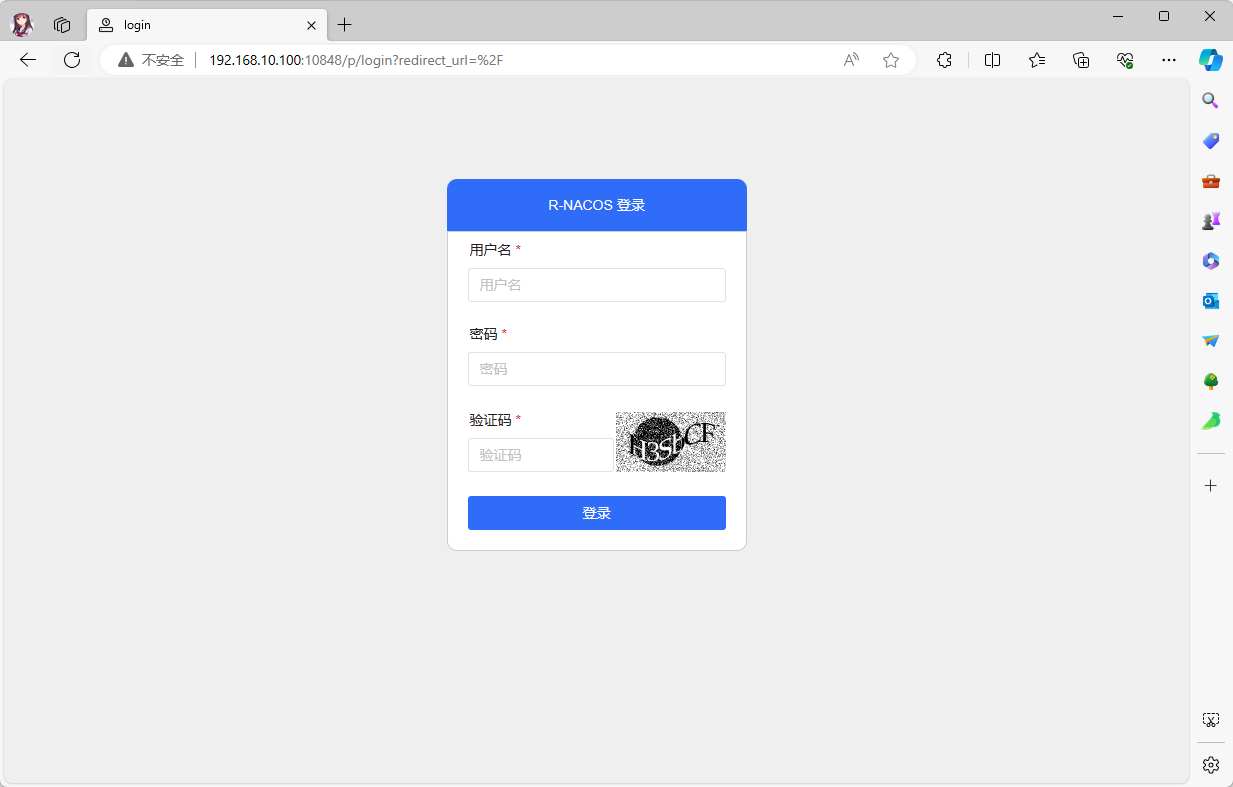 login
不安全
192.168.10.100:10848/p/login?redirect_url=%2F
R-NACOS 登录
用户名 *
用户名
密码 *
密码
验证码 *
验证码
登录